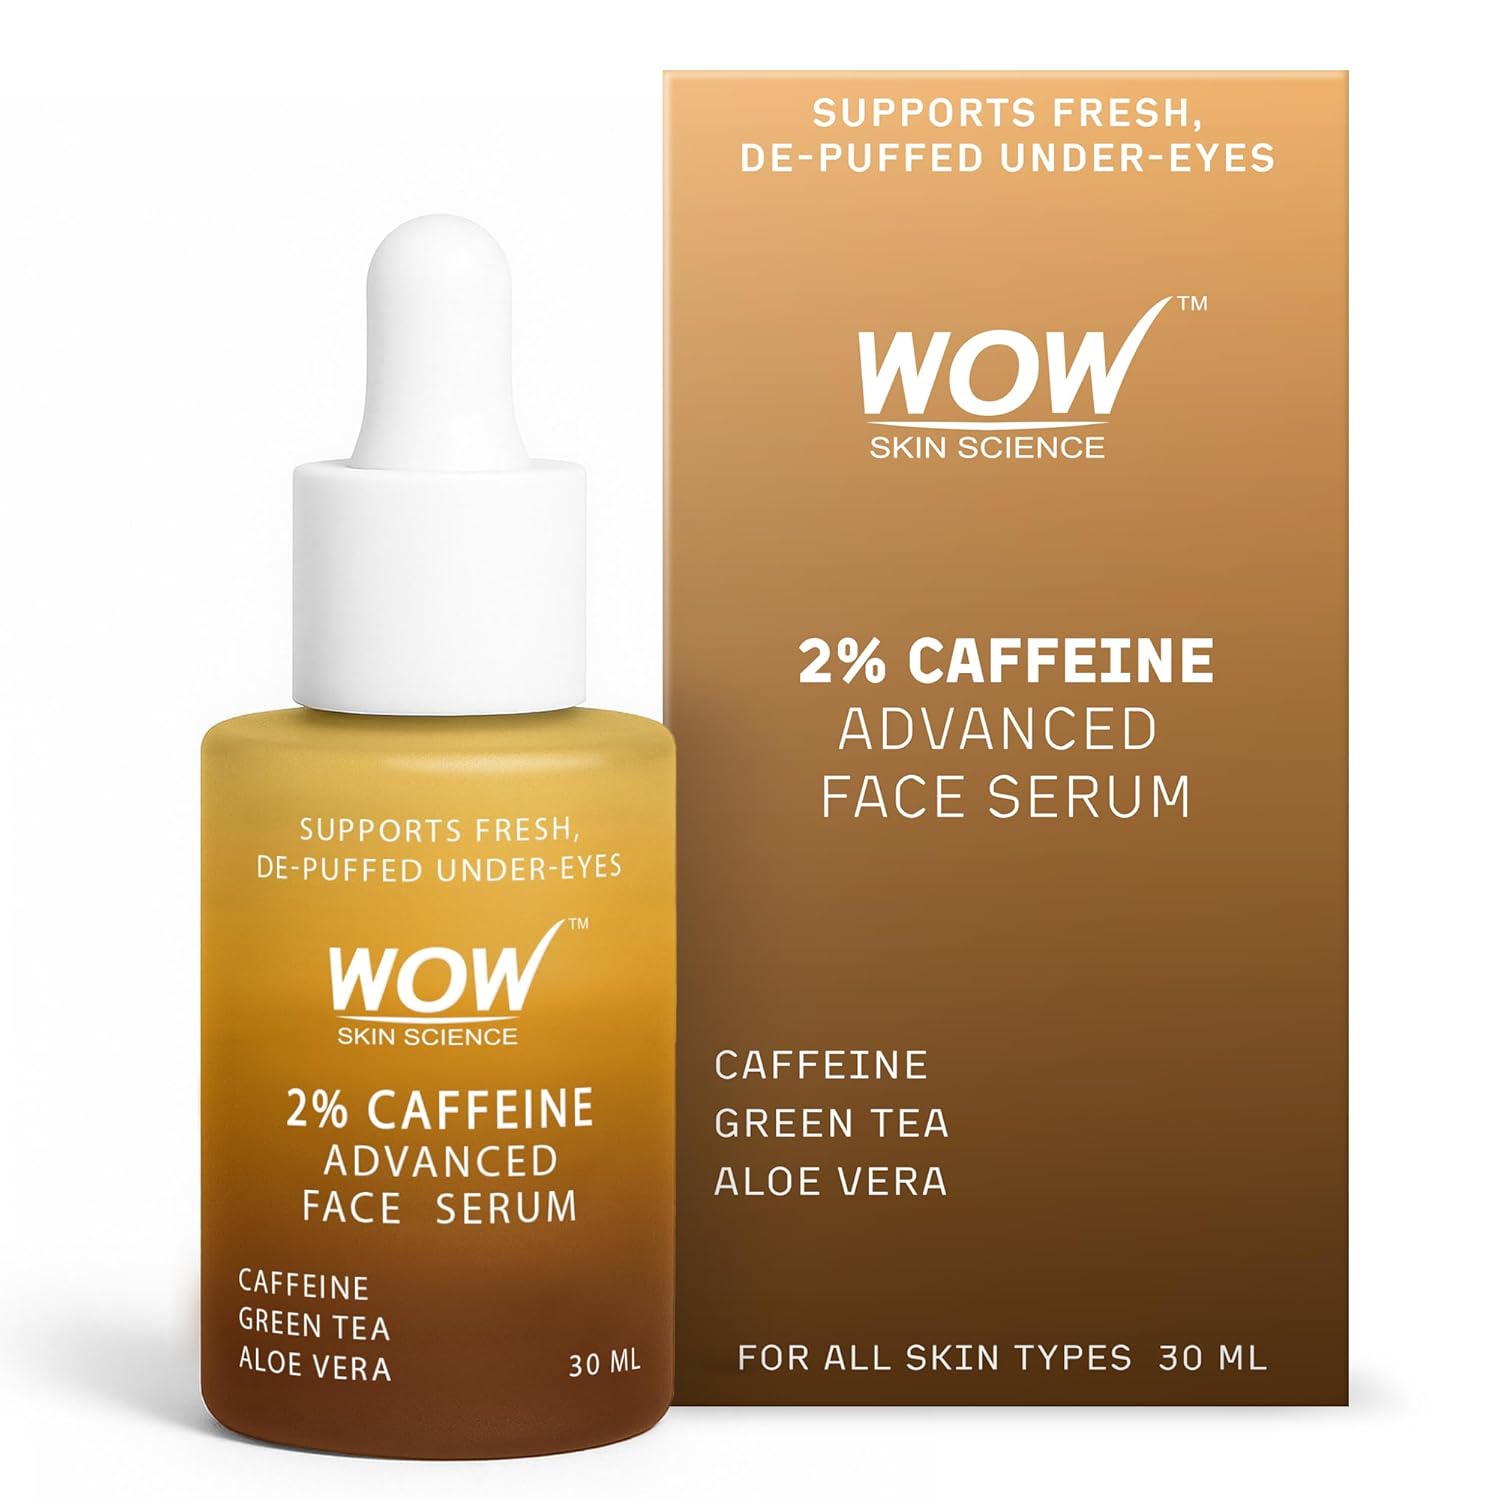 SUPPORTS FRESH,
DE-PUFFED UNDER-EYES
WOW™
SKIN SCIENCE
2% CAFFEINE
ADVANCED
FACE SERUM
CAFFEINE
GREEN TEA
ALOE VERA
30 ML
SUPPORTS FRESH,
DE-PUFFED UNDER-EYES
WOW™
SKIN SCIENCE
2% CAFFEINE
ADVANCED
FACE SERUM
CAFFEINE
GREEN TEA
ALOE VERA
FOR ALL SKIN TYPES 30 ML